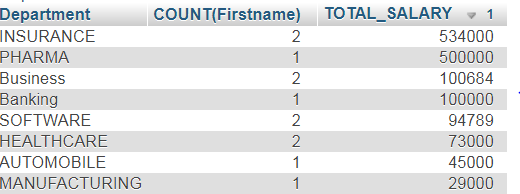 Department COUNT(Firstname) TOTAL_SALARY 1
INSURANCE 2 534000
PHARMA 1 500000
Business 2 100684
Banking 1 100000
SOFTWARE 2 94789
HEALTHCARE 2 73000
AUTOMOBILE 1 45000
MANUFACTURING 1 29000